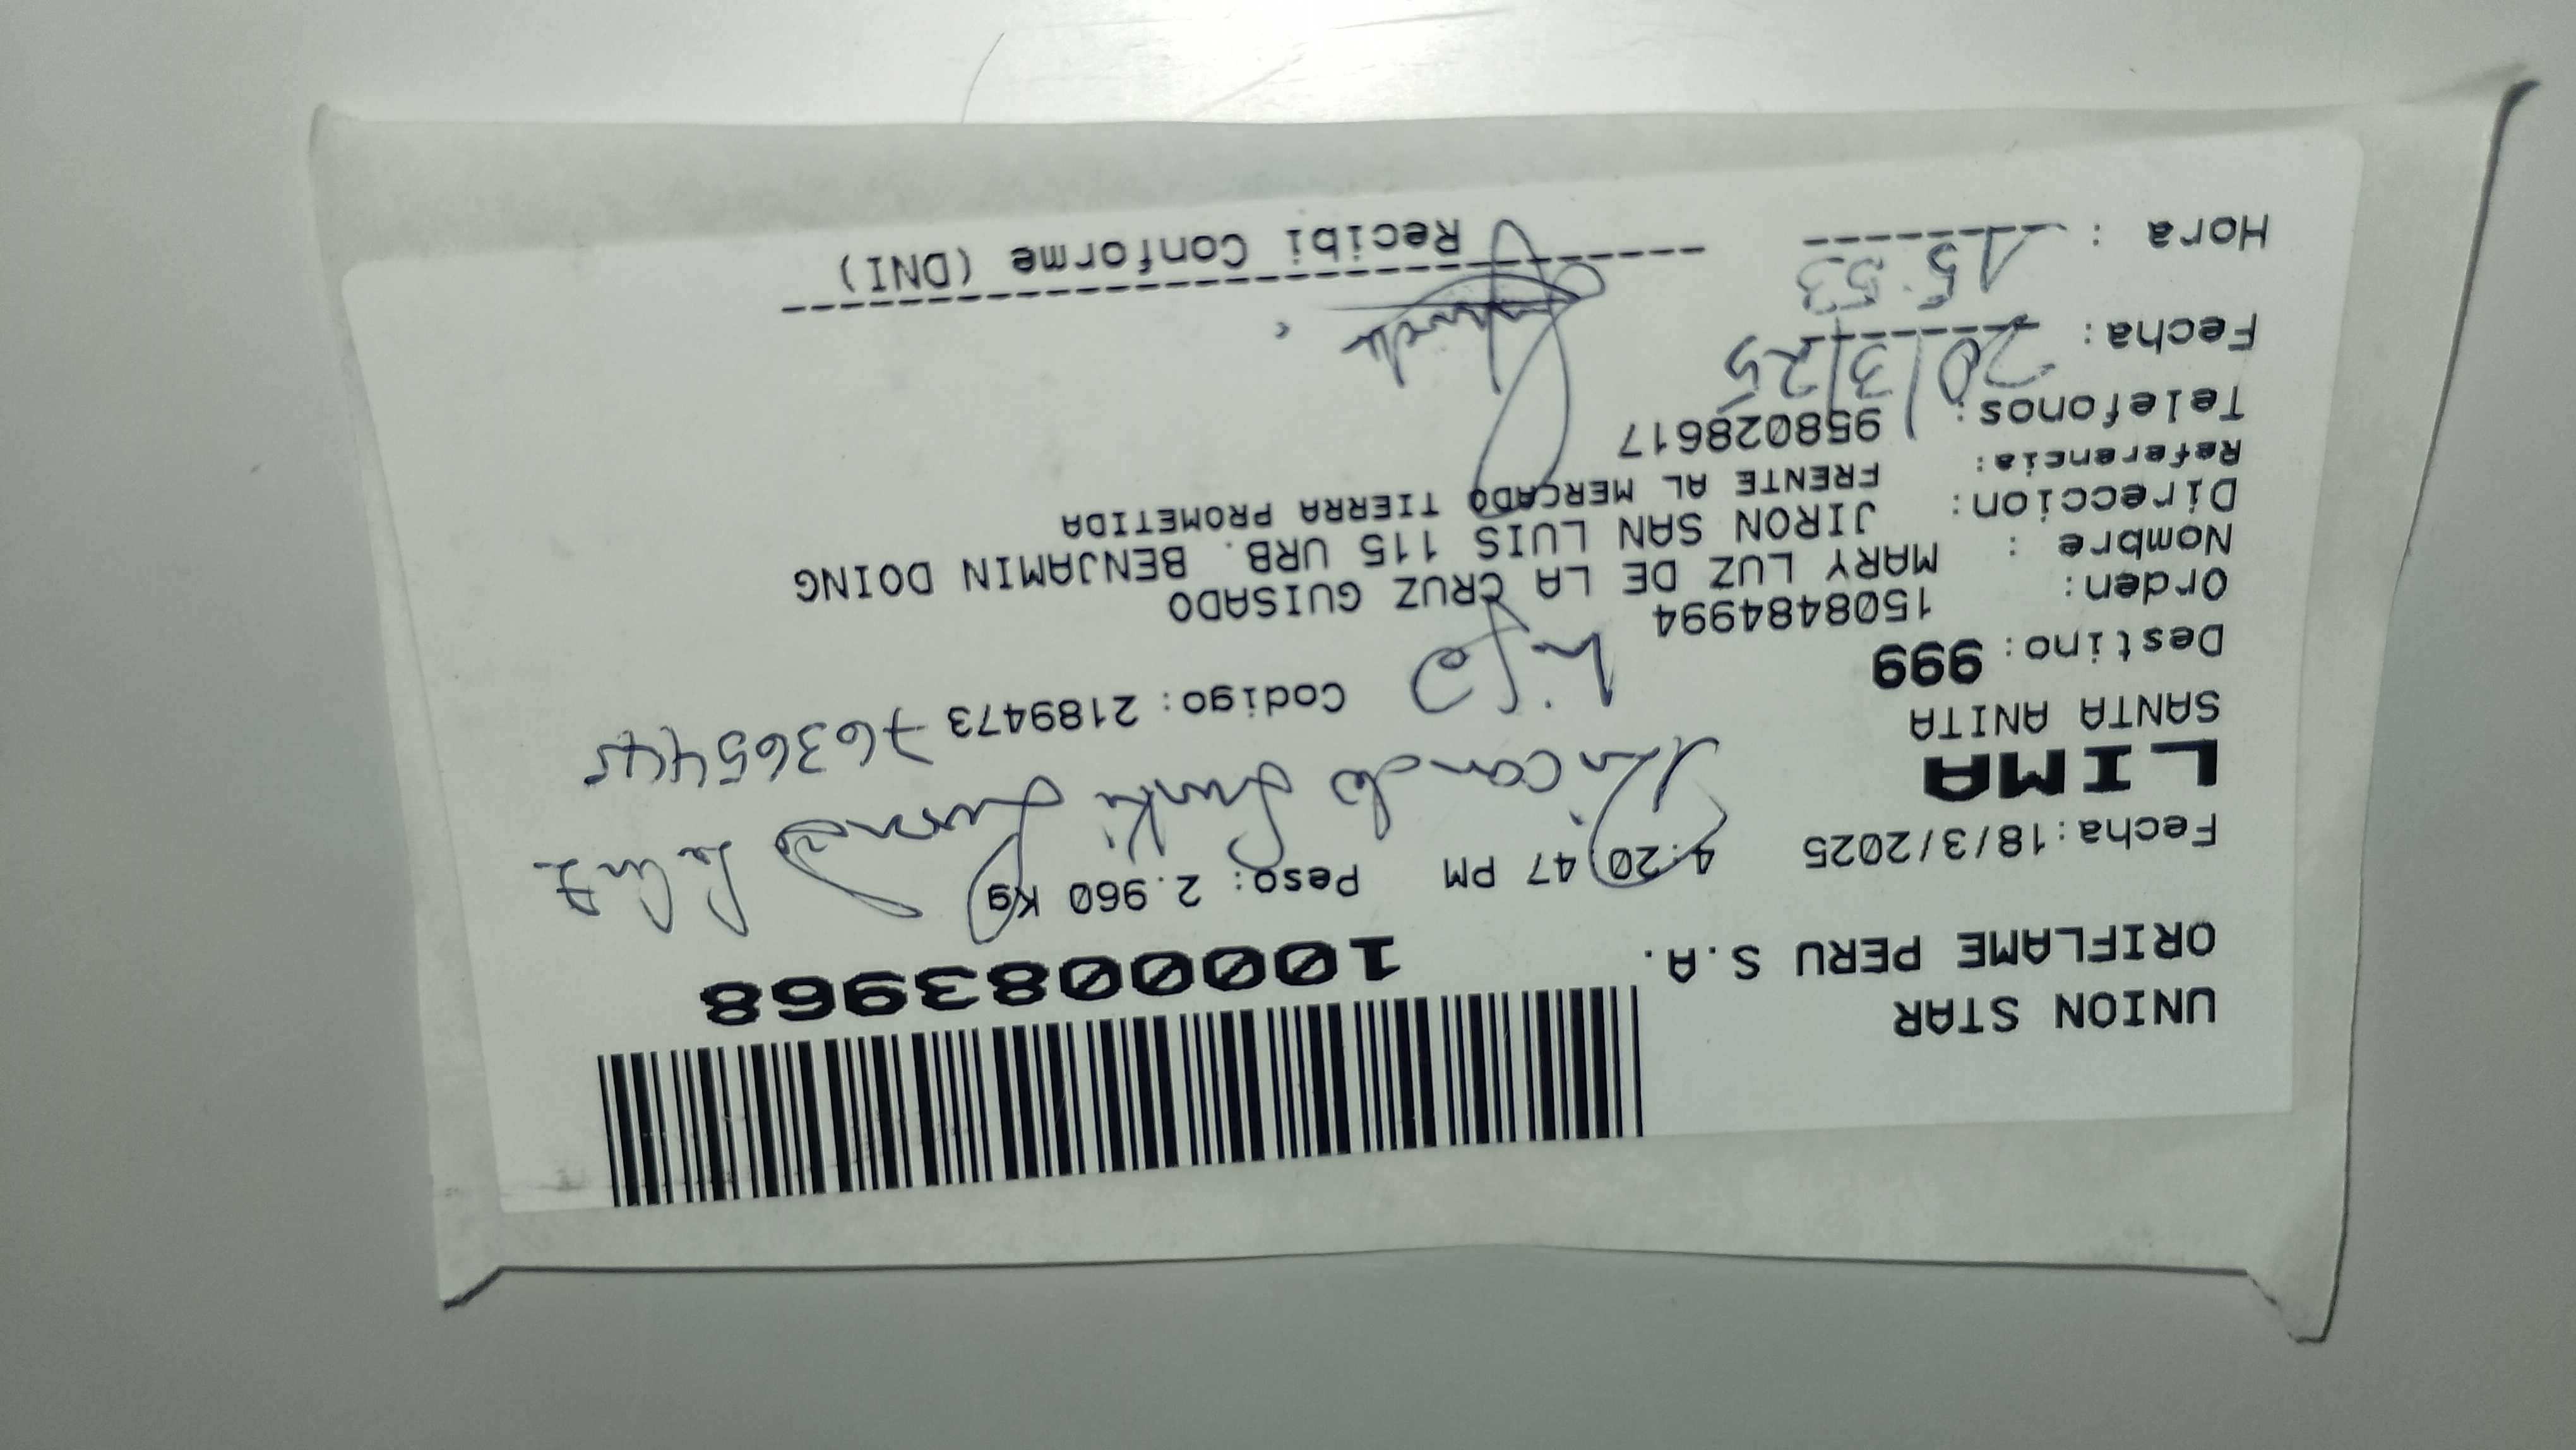 UNION STAR
ORIFLAME PERU S.A.
1000083968
Fecha:18/3/2025 4:20:47 PM Peso: 2.960 Kg
LIMA
Ricardo
SANTA ANITA
Codigo: 2189473 76365445
Destino: 999
hijo
Orden: 1508484994
Nombre : MARY LUZ DE LA CRUZ GUISADO
Direccion: JIRON SAN LUIS 115 URB. BENJAMIN DOING
Referencia: FRENTE AL MERCADO TIERRA PROMETIDA
Telefonos: 958028617
Fecha: 20/3/25
Hora : 15:53
Recibi Conforme (DNI)